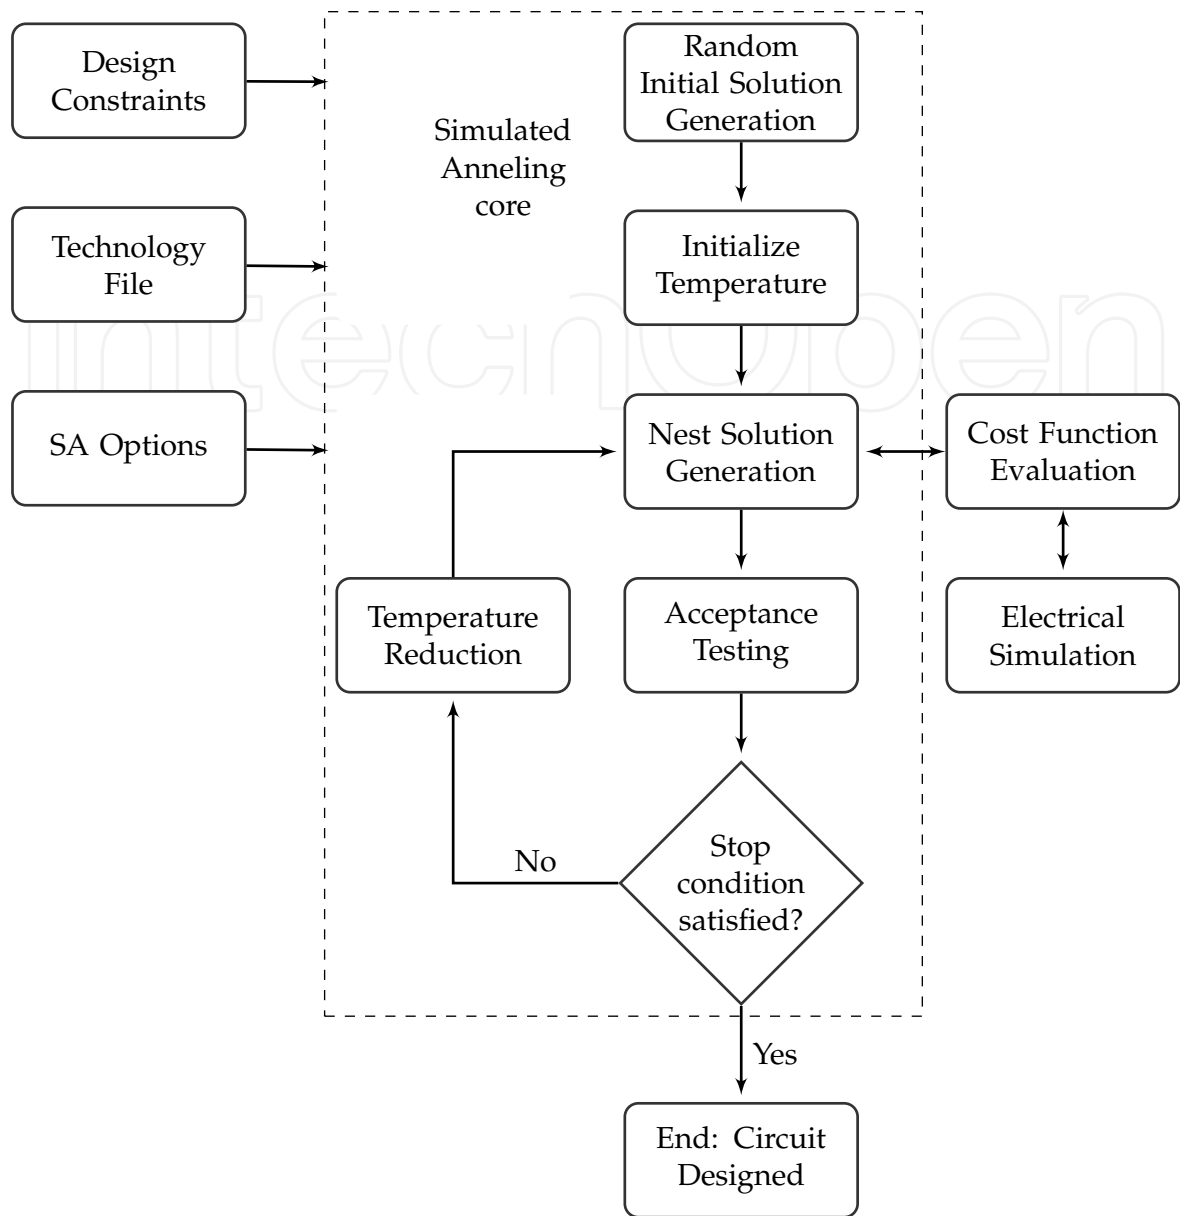 Design
Constraints
Random
Initial Solution
Generation
Simulated
Anneling
core
Technology
File
Initialize
Temperature
IntechOpen
SA Options
Nest Solution
Generation
Cost Function
Evaluation
Temperature
Reduction
Acceptance
Testing
Electrical
Simulation
No
Stop
condition
satisfied?
Yes
End: Circuit
Designed